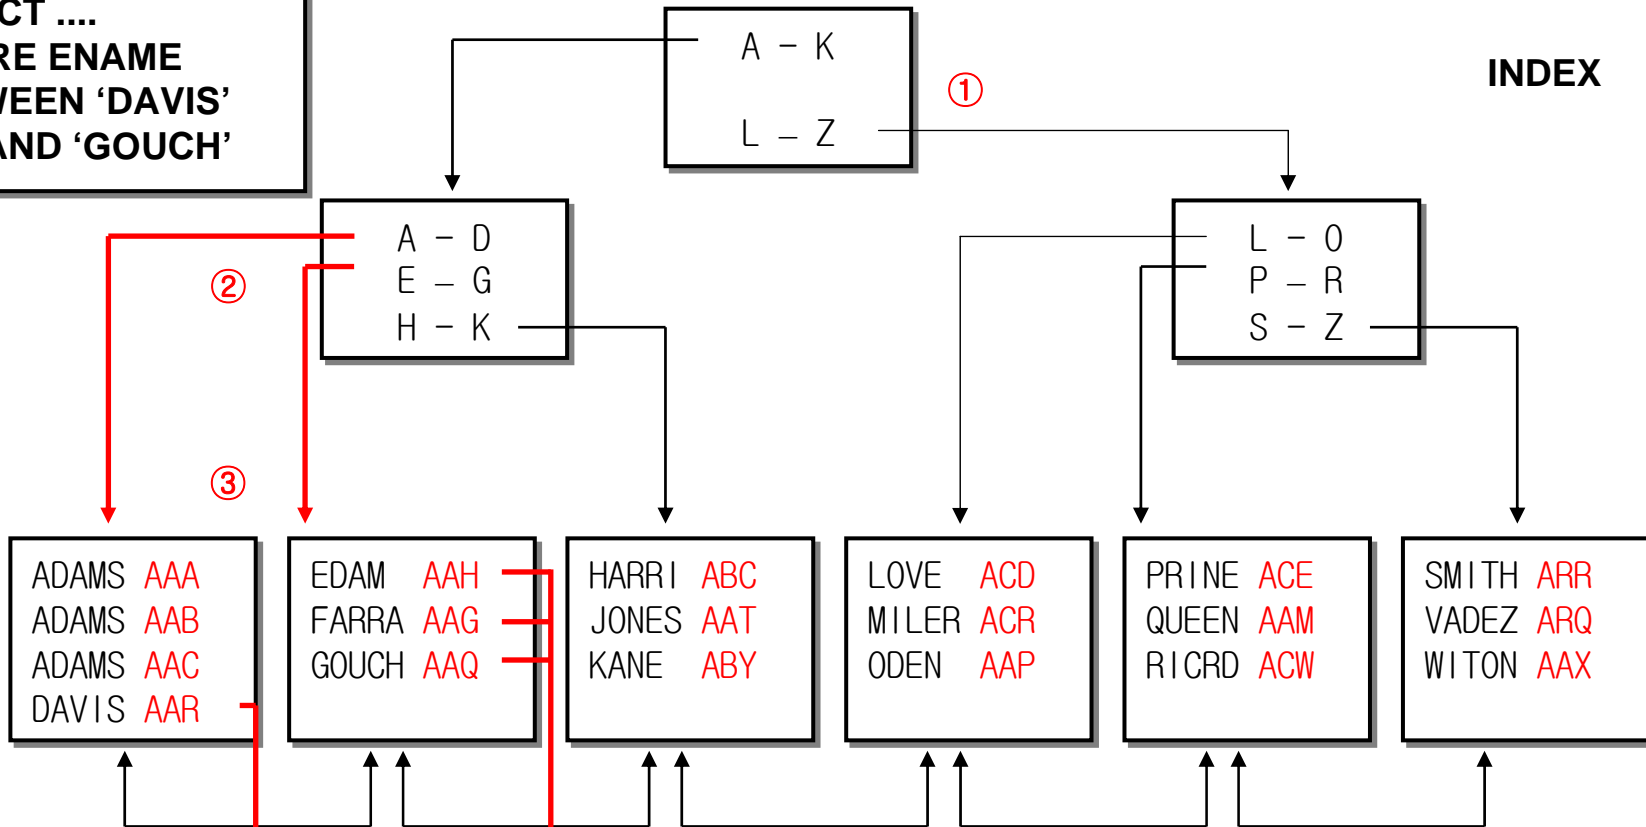 CT ....
RE ENAME
WEEN ‘DAVIS’
AND ‘GOUCH’
A – K
L – Z
①
INDEX
A – D
E – G
H – K
②
L – O
P – R
S – Z
③
ADAMS AAA
ADAMS AAB
ADAMS AAC
DAVIS AAR
EDAM AAH
FARRA AAG
GOUCH AAQ
HARRI ABC
JONES AAT
KANE ABY
LOVE ACD
MILER ACR
ODEN AAP
PRINE ACE
QUEEN AAM
RICRD ACW
SMITH ARR
VADEZ ARQ
WITON AAX